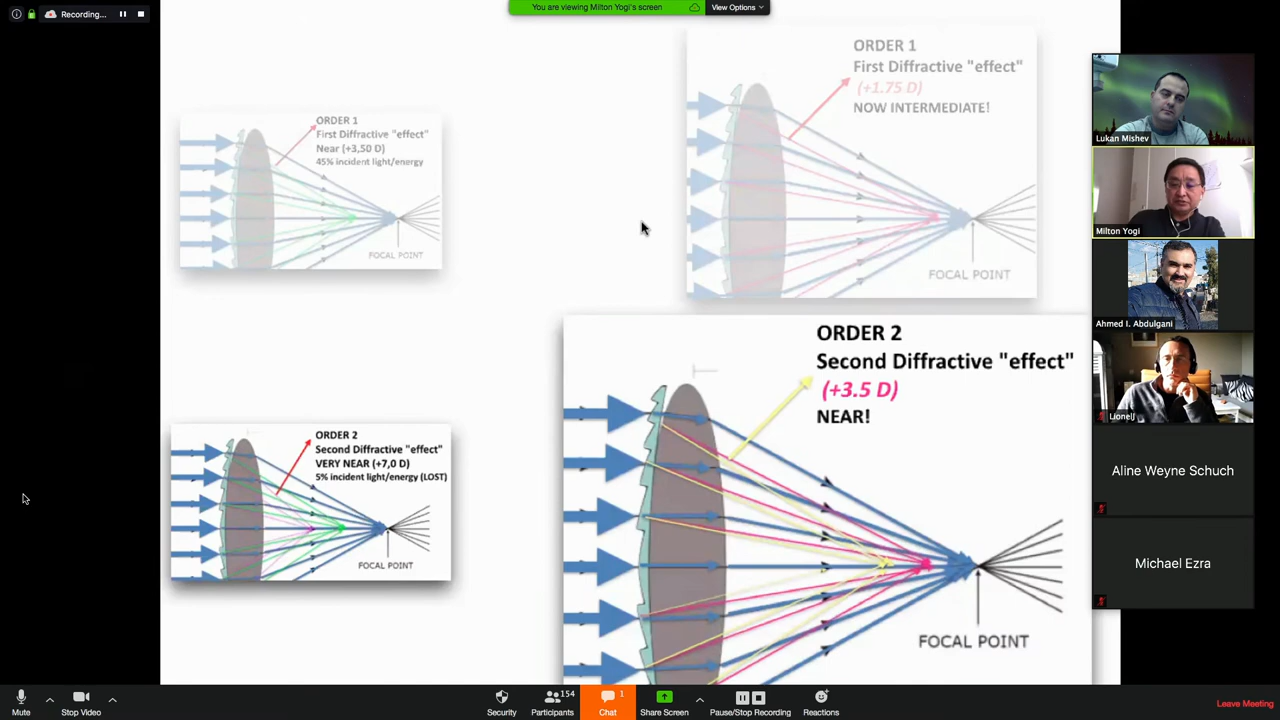 Recording...
You are viewing Milton Yogi's screen
View Options
ORDER 1
First Diffractive "effect"
Near (+3,50 D)
45% incident light/energy
FOCAL POINT
ORDER 1
First Diffractive "effect"
(+1.75 D)
NOW INTERMEDIATE!
FOCAL POINT
ORDER 2
Second Diffractive "effect"
VERY NEAR (+7,0 D)
5% incident light/energy (LOST)
FOCAL POINT
ORDER 2
Second Diffractive "effect"
(+3.5 D)
NEAR!
FOCAL POINT
Lukan Mishev
Milton Yogi
Ahmed I. Abdulgani
Lionelf
Aline Weyne Schuch
Michael Ezra
Mute
Stop Video
Security
154
Participants
1
Chat
Share Screen
Pause/Stop Recording
Reactions
Leave Meeting